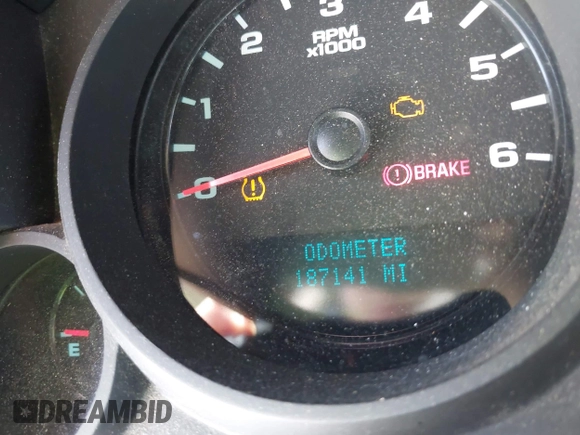 3
2
4
RPM
x1000
1
5
0
6
BRAKE
ODOMETER
187141 MI
E
DREAMBID